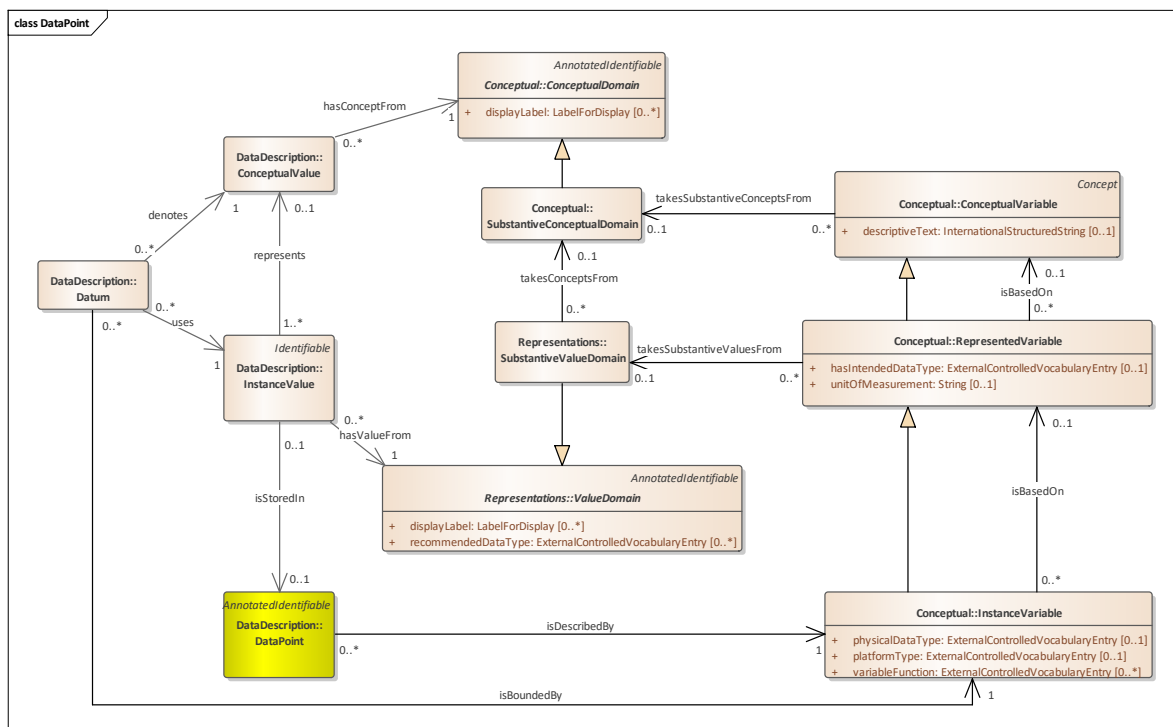 class DataPoint
AnnotatedIdentifiable
Conceptual::ConceptualDomain
+ displayLabel: LabelForDisplay [0..*]
hasConceptFrom
1
0..*
DataDescription::
ConceptualValue
denotes
1
0..1
0..*
represents
Conceptual::
SubstantiveConceptualDomain
takesSubstantiveConceptsFrom
0..1
0..*
Concept
Conceptual::ConceptualVariable
+ descriptiveText: InternationalStructuredString [0..1]
0..1
takesConceptsFrom
0..*
0..1
isBasedOn
0..*
DataDescription::
Datum
0..*
0..*
uses
1
1..*
Identifiable
DataDescription::
InstanceValue
Representations::
SubstantiveValueDomain
takesSubstantiveValuesFrom
0..1
0..*
Conceptual::RepresentedVariable
+ hasIntendedDataType: ExternalControlledVocabularyEntry [0..1]
+ unitOfMeasurement: String [0..1]
0..*
hasValueFrom
1
0..1
0..1
AnnotatedIdentifiable
Representations::ValueDomain
+ displayLabel: LabelForDisplay [0..*]
+ recommendedDataType: ExternalControlledVocabularyEntry [0..*]
isStoredIn
isBasedOn
0..1
0..*
AnnotatedIdentifiable
DataDescription::
DataPoint
isDescribedBy
0..*
1
Conceptual::InstanceVariable
+ physicalDataType: ExternalControlledVocabularyEntry [0..1]
+ platformType: ExternalControlledVocabularyEntry [0..1]
+ variableFunction: ExternalControlledVocabularyEntry [0..*]
isBoundedBy
1